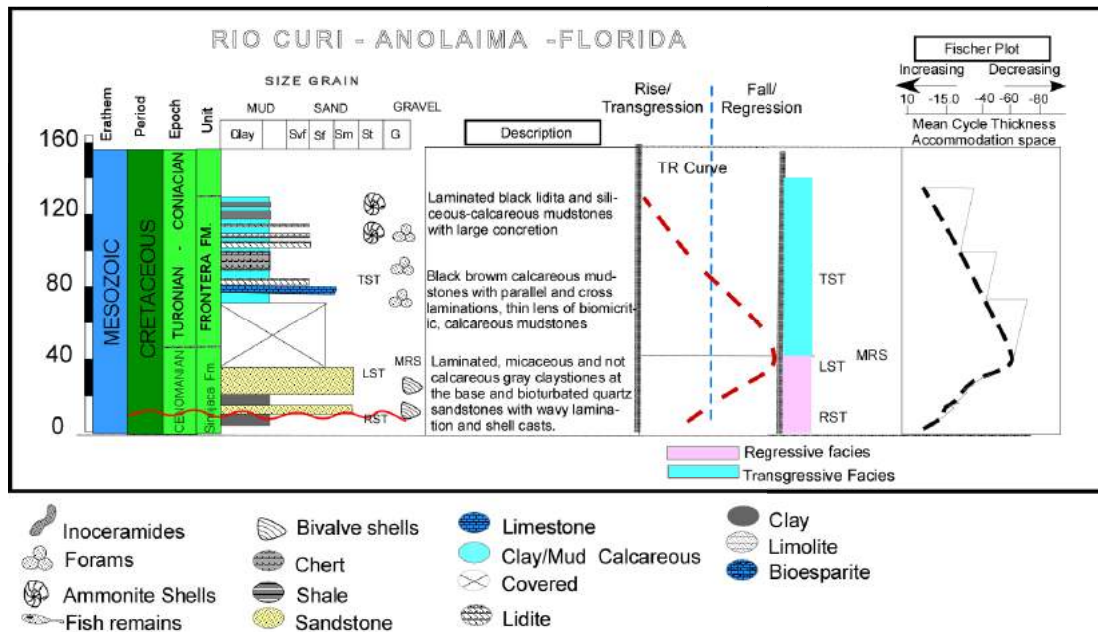 RIO CURI - ANOLAIMA -FLORIDA
Fischer Plot
Increasing
Decreasing
10 -15.0 -40 -60 -80
Mean Cycle Thickness
Accommodation space
SIZE GRAIN
MUD SAND GRAVEL
Clay Svf Sf Sm St G
Erathem
Period
Epoch
Unit
Description
Rise/
Transgression
Fall/
Regression
160
120
80
40
0
MESOZOIC
CRETACEOUS
TURONIAN - CONIACIAN
CENOMANIAN
FRONTERA FM.
TST
MRS
LST
RST
Laminated black lidita and sili-
ceous-calcareous mudstones
with large concretion
Black brown calcareous mud-
stones with parallel and cross
laminations, thin lens of biomicrit-
ic, calcareous mudstones
Laminated, micaceous and not
calcareous gray claystones at
the base and bioturbated quartz
sandstones with wavy lamina-
tion and shell casts.
TR Curve
TST
MRS
LST
RST
Regressive facies
Transgressive Facies
Inoceramides
Forams
Ammonite Shells
Fish remains
Bivalve shells
Chert
Shale
Sandstone
Limestone
Clay/Mud Calcareous
Covered
Lidite
Clay
Limolite
Bioesparite